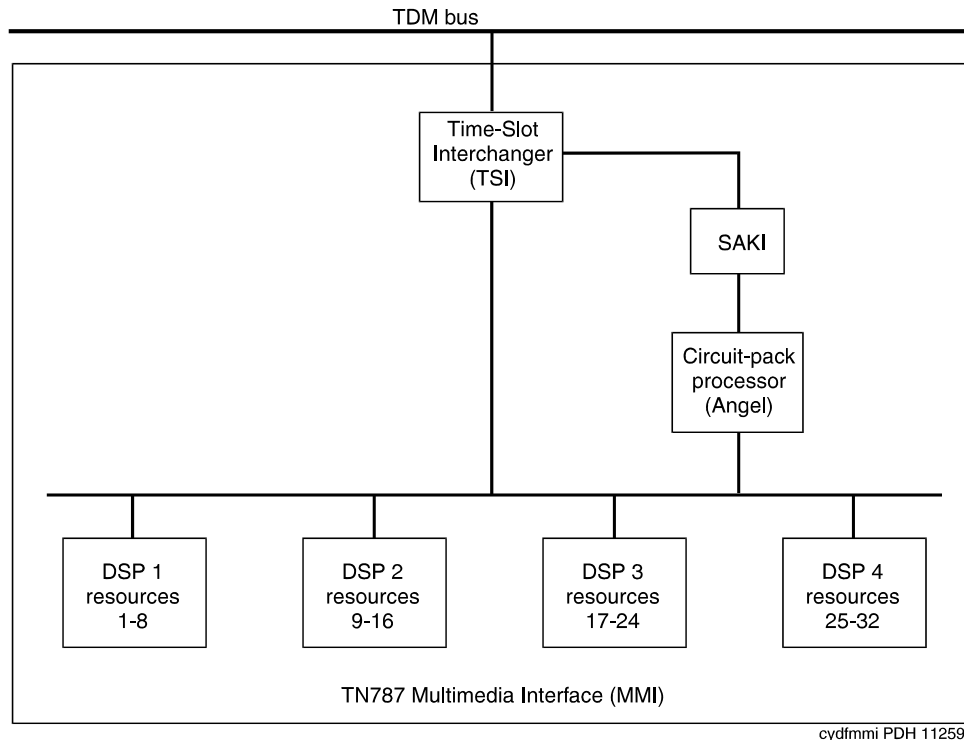 TDM bus
Time-Slot
Interchanger
(TSI)
SAKI
Circuit-pack
processor
(Angel)
DSP 1
resources
1-8
DSP 2
resources
9-16
DSP 3
resources
17-24
DSP 4
resources
25-32
TN787 Multimedia Interface (MMI)
cydfmmi PDH 11259